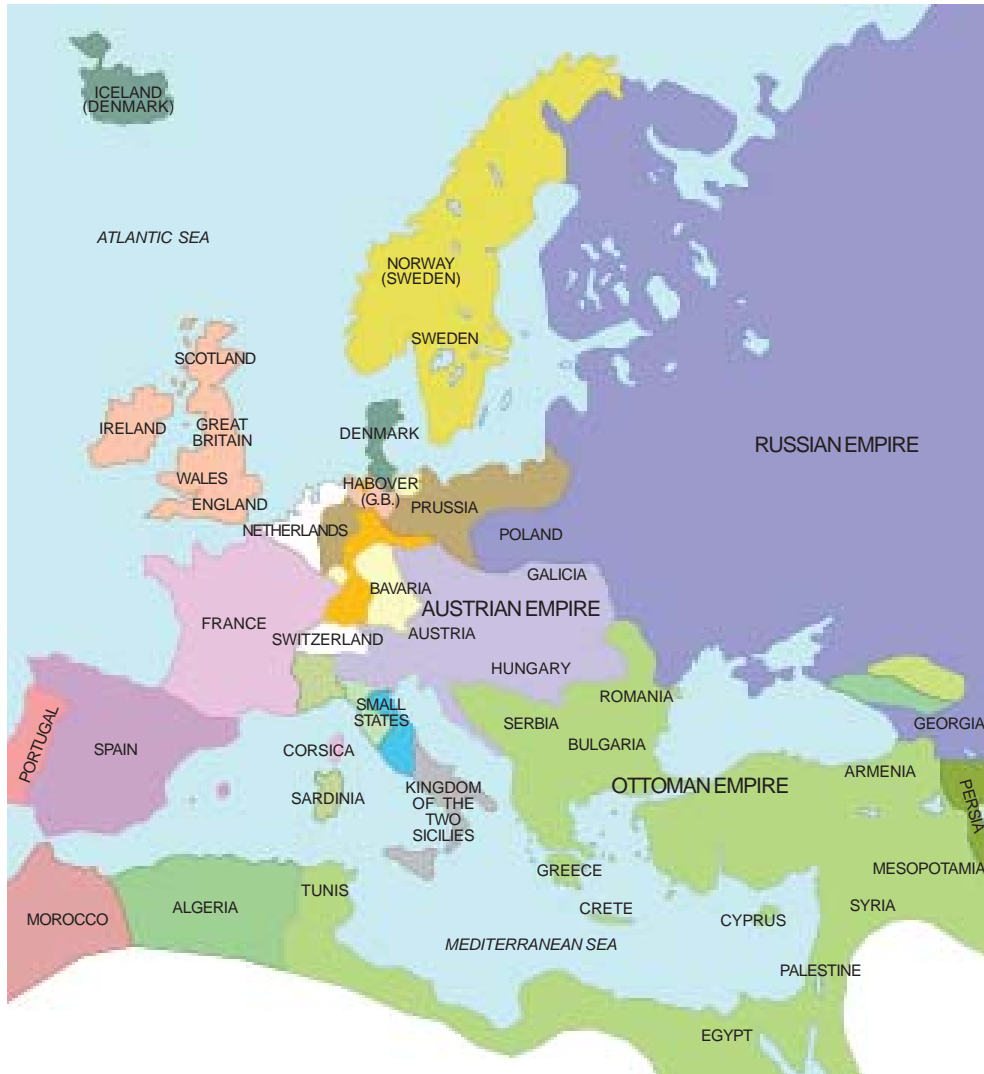 ICELAND
(DENMARK)
ATLANTIC SEA
NORWAY
(SWEDEN)
SWEDEN
SCOTLAND
IRELAND
GREAT
BRITAIN
DENMARK
RUSSIAN EMPIRE
WALES
HABOVER
(G.B.)
ENGLAND
PRUSSIA
NETHERLANDS
POLAND
GALICIA
BAVARIA
AUSTRIAN EMPIRE
FRANCE
SWITZERLAND
AUSTRIA
HUNGARY
ROMANIA
SMALL
STATES
SERBIA
GEORGIA
PORTUGAL
SPAIN
CORSICA
BULGARIA
ARMENIA
OTTOMAN EMPIRE
SARDINIA
KINGDOM
OF THE
TWO
SICILIES
PERSIA
GREECE
MESOPOTAMIA
TUNIS
ALGERIA
CRETE
SYRIA
MOROCCO
CYPRUS
MEDITERRANEAN SEA
PALESTINE
EGYPT